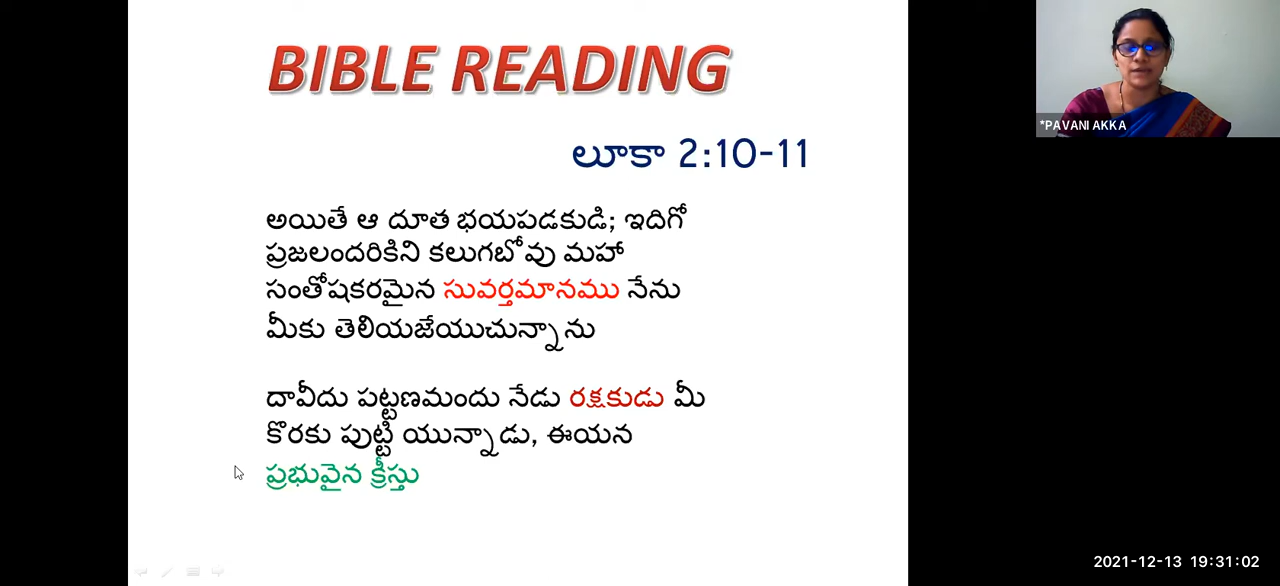 BIBLE READING
*PAVANI AKKA
లూకా 2:10-11
అయితే ఆ దూత భయపడకుడి; ఇదిగో
ప్రజలందరికిని కలుగబోవు మహా
సంతోషకరమైన సువర్తమానము నేను
మీకు తెలియజేయుచున్నాను
దావీదు పట్టణమందు నేడు రక్షకుడు మీ
కొరకు పుట్టి యున్నాడు, ఈయన
ప్రభువైన క్రీస్తు
2021-12-13 19:31:02